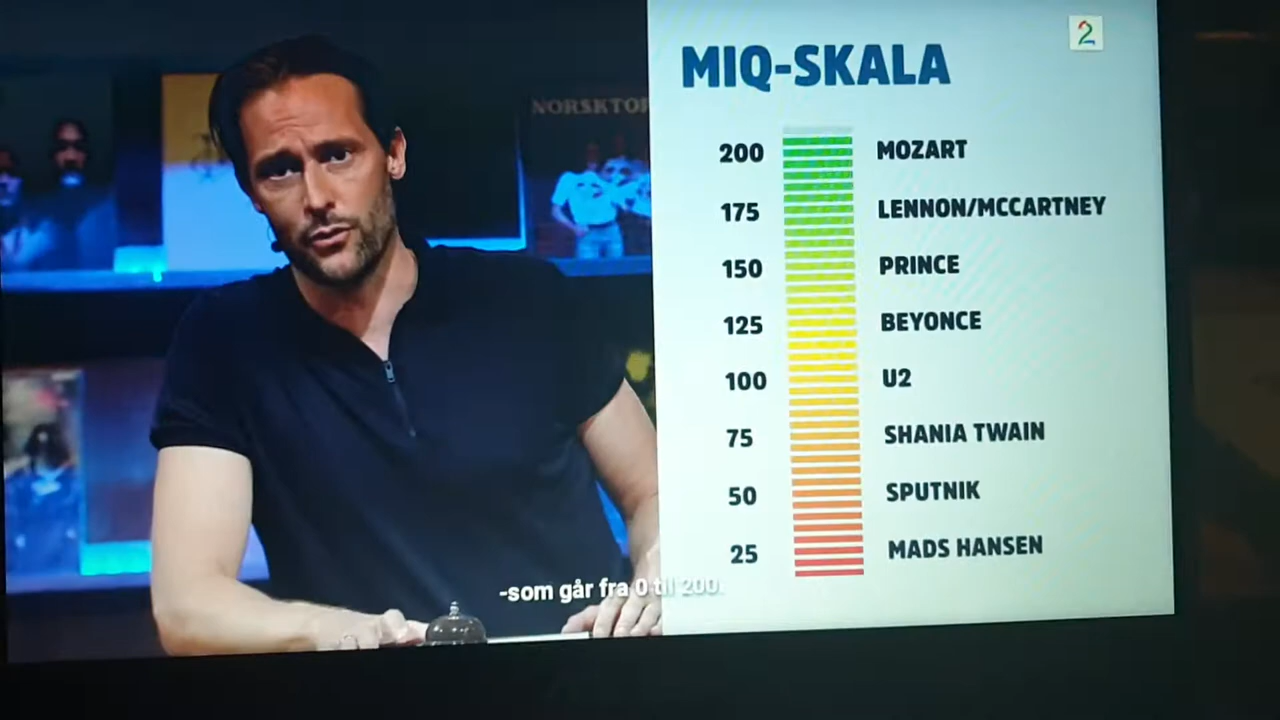 NORSKTOP
2
MIQ-SKALA
200 MOZART
175 LENNON/MCCARTNEY
150 PRINCE
125 BEYONCE
100 U2
75 SHANIA TWAIN
50 SPUTNIK
25 MADS HANSEN
-som går fra 0 til 200.